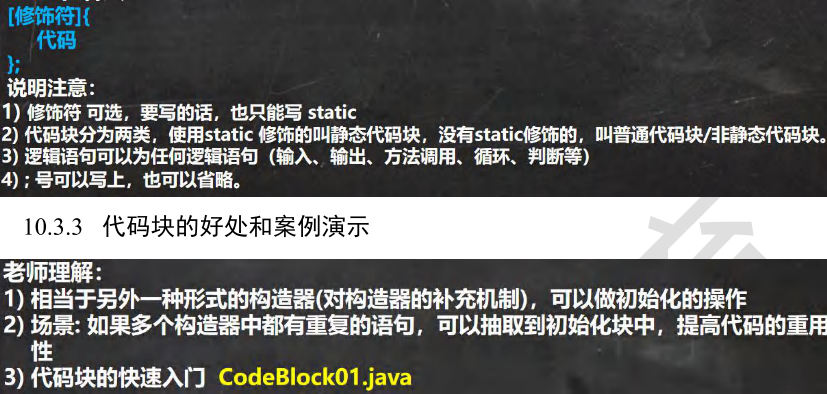 [修饰符]{
代码
};
说明注意：
1) 修饰符 可选，要写的话，也只能写 static
2) 代码块分为两类，使用static 修饰的叫静态代码块，没有static修饰的，叫普通代码块/非静态代码块。
3) 逻辑语句可以为任何逻辑语句（输入、输出、方法调用、循环、判断等）
4) ; 号可以写上，也可以省略。
10.3.3 代码块的好处和案例演示
老师理解：
1) 相当于另外一种形式的构造器(对构造器的补充机制)，可以做初始化的操作
2) 场景: 如果多个构造器中都有重复的语句，可以抽取到初始化块中，提高代码的重用
性
3) 代码块的快速入门 CodeBlock01.java